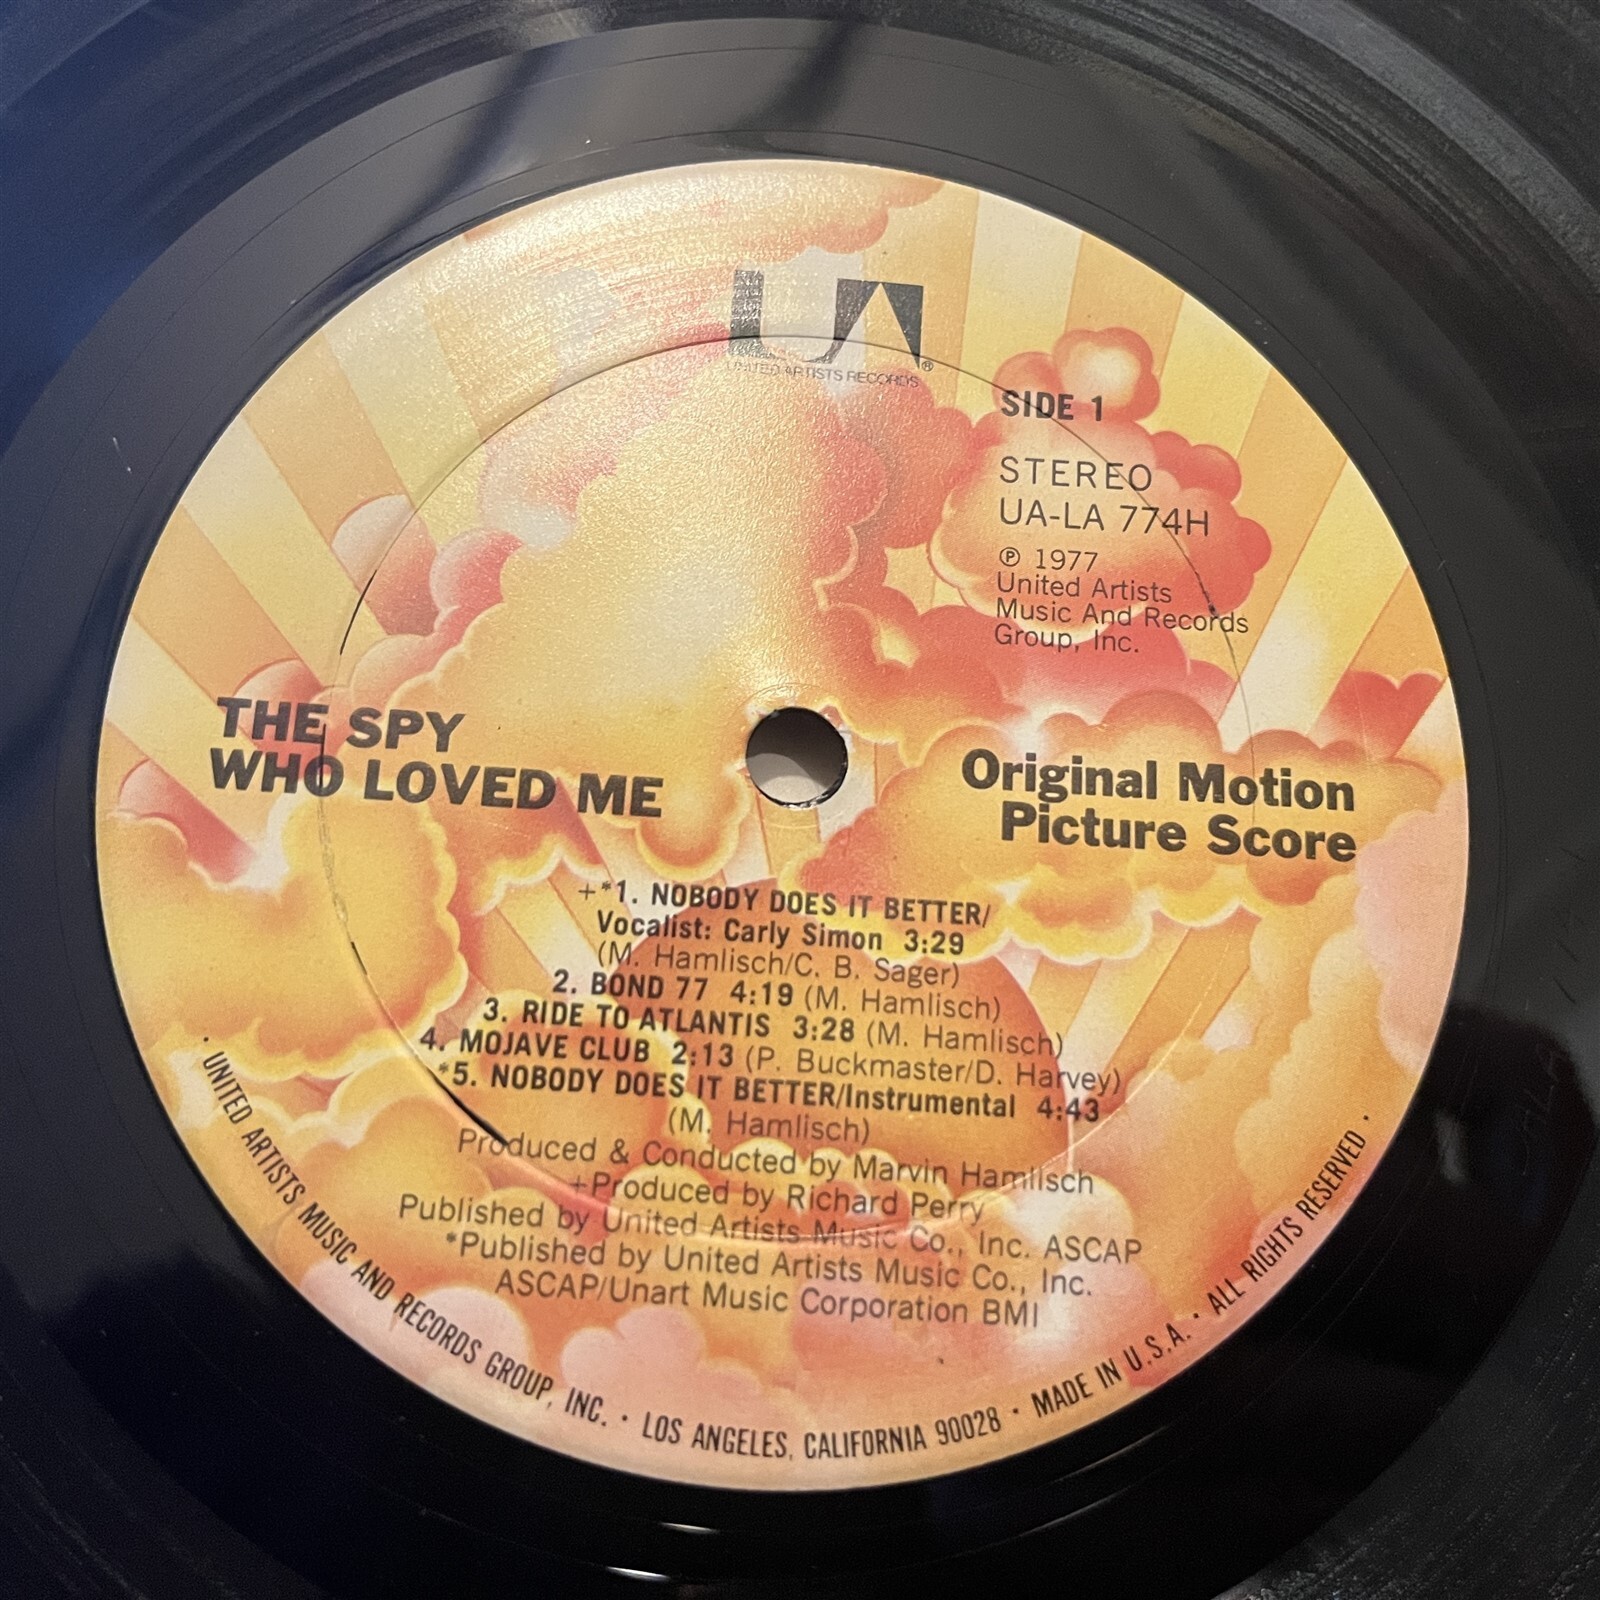 UA®
UNITED ARTISTS RECORDS
SIDE 1
STEREO
UA-LA 774H
℗ 1977
United Artists
Music And Records
Group, Inc.
THE SPY
WHO LOVED ME
Original Motion
Picture Score
+*1. NOBODY DOES IT BETTER/
Vocalist: Carly Simon 3:29
(M. Hamlisch/C. B. Sager)
2. BOND 77 4:19 (M. Hamlisch)
3. RIDE TO ATLANTIS 3:28 (M. Hamlisch)
4. MOJAVE CLUB 2:13 (P. Buckmaster/D. Harvey)
*5. NOBODY DOES IT BETTER/Instrumental 4:43
(M. Hamlisch)
Produced & Conducted by Marvin Hamlisch
+Produced by Richard Perry
Published by United Artists Music Co., Inc. ASCAP
*Published by United Artists Music Co., Inc.
ASCAP/Unart Music Corporation BMI
· UNITED ARTISTS MUSIC AND RECORDS GROUP, INC. · LOS ANGELES, CALIFORNIA 90028 · MADE IN U.S.A. · ALL RIGHTS RESERVED ·